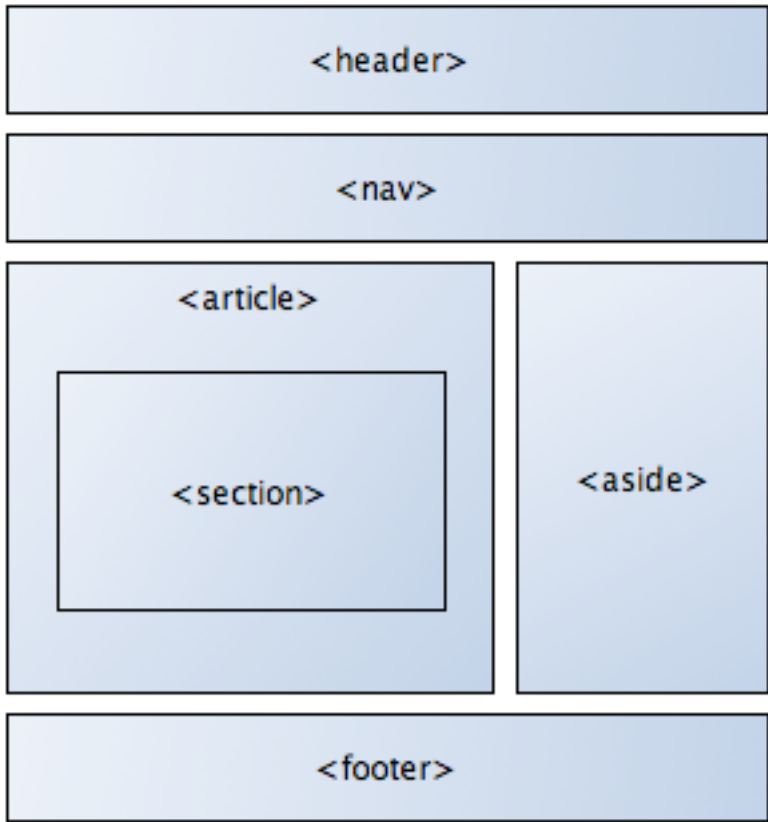 <header>
<nav>
<article>
<section>
<aside>
<footer>